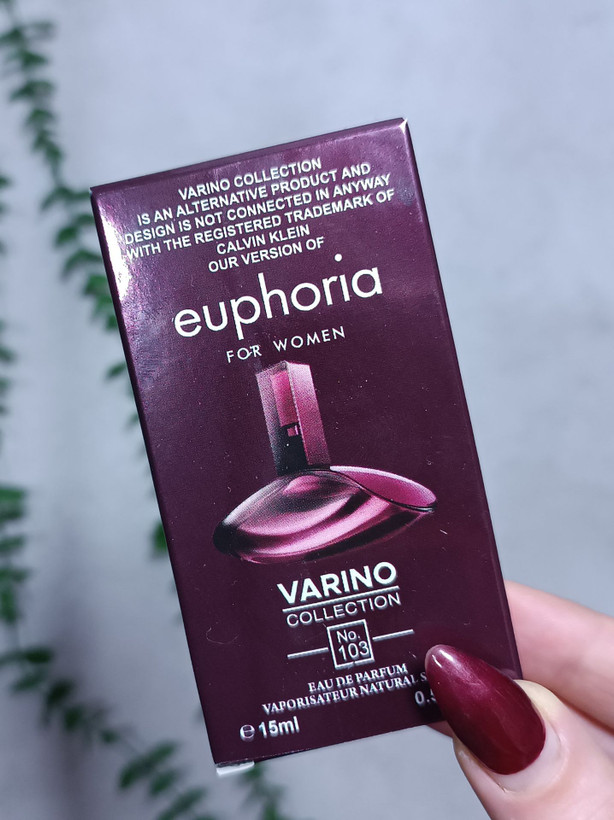 VARINO COLLECTION
IS AN ALTERNATIVE PRODUCT AND
DESIGN IS NOT CONNECTED IN ANYWAY
WITH THE REGISTERED TRADEMARK OF
CALVIN KLEIN
OUR VERSION OF
euphoria
FOR WOMEN
VARINO
COLLECTION
No.
103
EAU DE PARFUM
VAPORISATEUR NATURAL
℮ 15ml